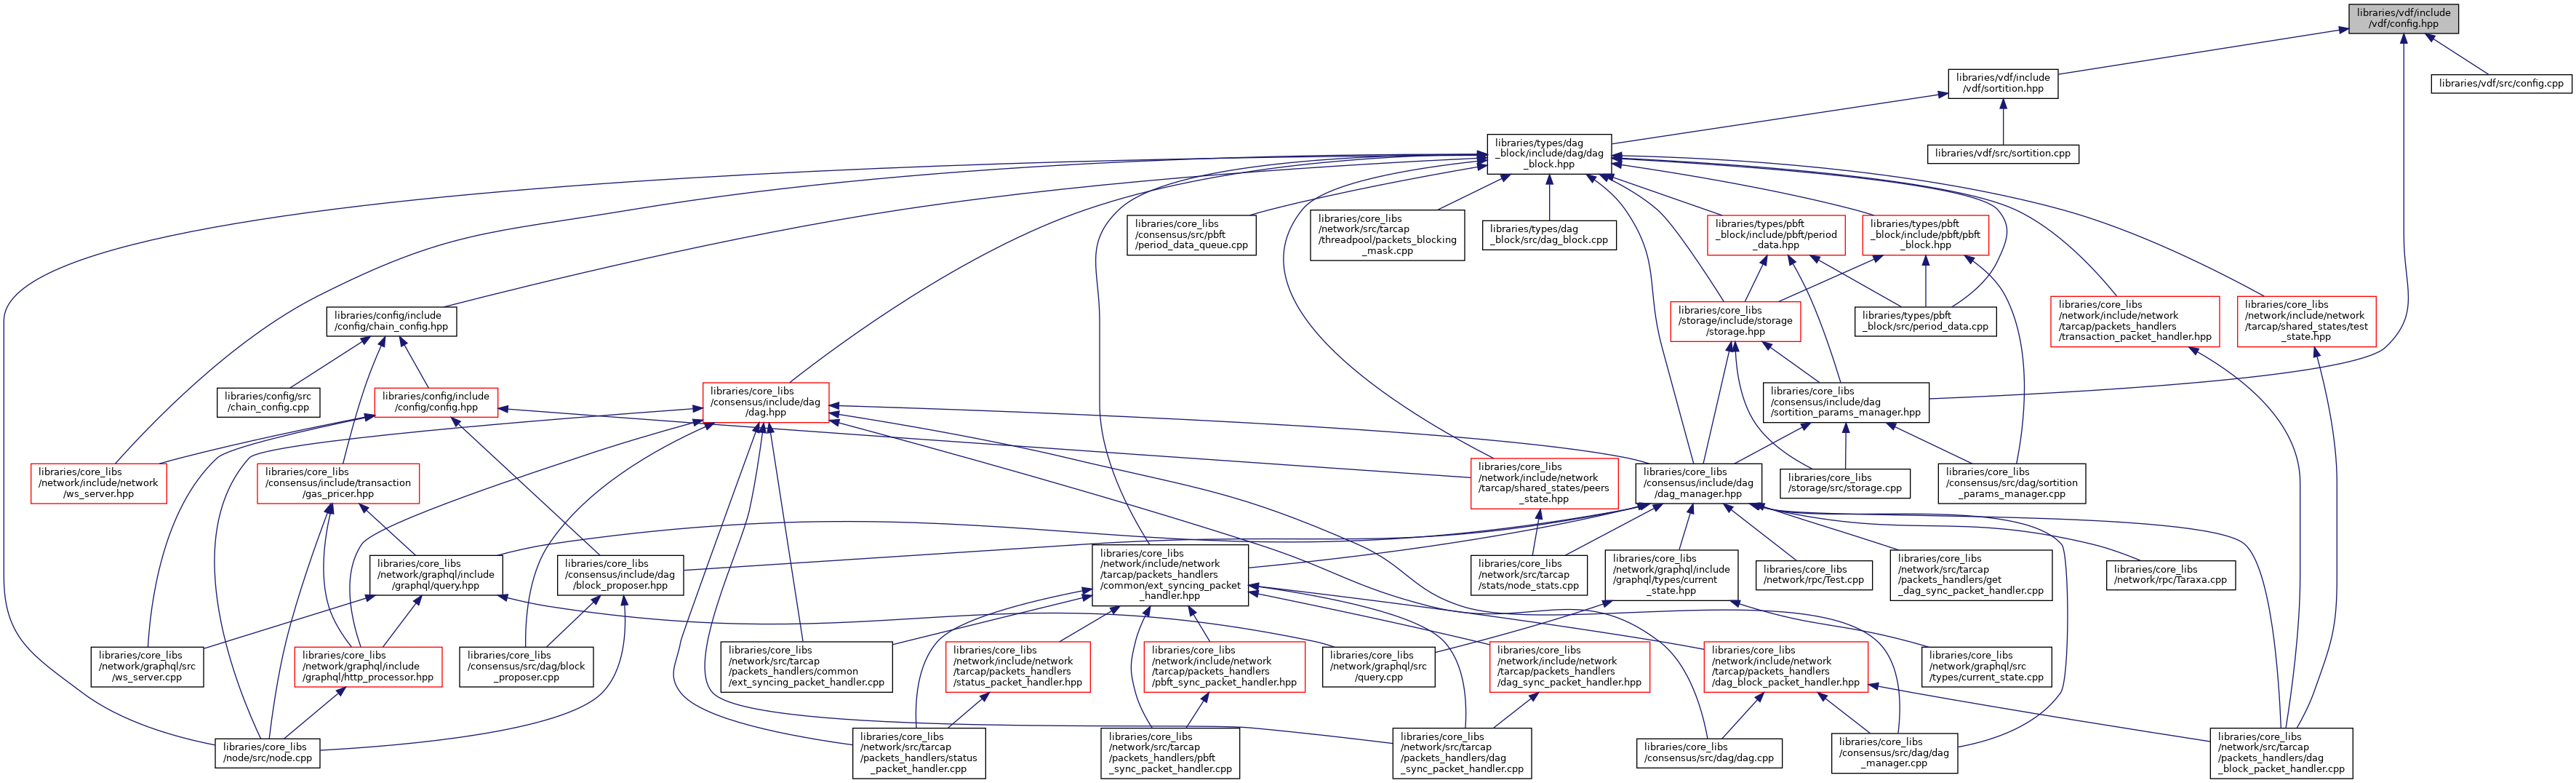 libraries/vdf/include
/vdf/config.hpp
libraries/vdf/include
/vdf/sortition.hpp
libraries/vdf/src/config.cpp
libraries/types/dag
_block/include/dag/dag
_block.hpp
libraries/vdf/src/sortition.cpp
libraries/core_libs
/consensus/src/pbft
/period_data_queue.cpp
libraries/core_libs
/network/src/tarcap
/threadpool/packets_blocking
_mask.cpp
libraries/types/dag
_block/src/dag_block.cpp
libraries/types/pbft
_block/include/pbft/period
_data.hpp
libraries/types/pbft
_block/include/pbft/pbft
_block.hpp
libraries/config/include
/config/chain_config.hpp
libraries/core_libs
/storage/include/storage
/storage.hpp
libraries/types/pbft
_block/src/period_data.cpp
libraries/core_libs
/network/include/network
/tarcap/packets_handlers
/transaction_packet_handler.hpp
libraries/core_libs
/network/include/network
/tarcap/shared_states/test
_state.hpp
libraries/config/src
/chain_config.cpp
libraries/config/include
/config/config.hpp
libraries/core_libs
/consensus/include/dag
/dag.hpp
libraries/core_libs
/consensus/include/dag
/sortition_params_manager.hpp
libraries/core_libs
/network/include/network
/ws_server.hpp
libraries/core_libs
/consensus/include/transaction
/gas_pricer.hpp
libraries/core_libs
/network/include/network
/tarcap/shared_states/peers
_state.hpp
libraries/core_libs
/consensus/include/dag
/dag_manager.hpp
libraries/core_libs
/storage/src/storage.cpp
libraries/core_libs
/consensus/src/dag/sortition
_params_manager.cpp
libraries/core_libs
/network/graphql/include
/graphql/query.hpp
libraries/core_libs
/consensus/include/dag
/block_proposer.hpp
libraries/core_libs
/network/include/network
/tarcap/packets_handlers
/common/ext_syncing_packet
_handler.hpp
libraries/core_libs
/network/src/tarcap
/stats/node_stats.cpp
libraries/core_libs
/network/graphql/include
/graphql/types/current
_state.hpp
libraries/core_libs
/network/rpc/Test.cpp
libraries/core_libs
/network/src/tarcap
/packets_handlers/get
_dag_sync_packet_handler.cpp
libraries/core_libs
/network/rpc/Taraxa.cpp
libraries/core_libs
/network/graphql/src
/ws_server.cpp
libraries/core_libs
/network/graphql/include
/graphql/http_processor.hpp
libraries/core_libs
/consensus/src/dag/block
_proposer.cpp
libraries/core_libs
/network/src/tarcap
/packets_handlers/common
/ext_syncing_packet_handler.cpp
libraries/core_libs
/network/include/network
/tarcap/packets_handlers
/status_packet_handler.hpp
libraries/core_libs
/network/include/network
/tarcap/packets_handlers
/pbft_sync_packet_handler.hpp
libraries/core_libs
/network/graphql/src
/query.cpp
libraries/core_libs
/network/include/network
/tarcap/packets_handlers
/dag_sync_packet_handler.hpp
libraries/core_libs
/network/include/network
/tarcap/packets_handlers
/dag_block_packet_handler.hpp
libraries/core_libs
/network/graphql/src
/types/current_state.cpp
libraries/core_libs
/node/src/node.cpp
libraries/core_libs
/network/src/tarcap
/packets_handlers/status
_packet_handler.cpp
libraries/core_libs
/network/src/tarcap
/packets_handlers/pbft
_sync_packet_handler.cpp
libraries/core_libs
/network/src/tarcap
/packets_handlers/dag
_sync_packet_handler.cpp
libraries/core_libs
/consensus/src/dag/dag.cpp
libraries/core_libs
/consensus/src/dag/dag
_manager.cpp
libraries/core_libs
/network/src/tarcap
/packets_handlers/dag
_block_packet_handler.cpp